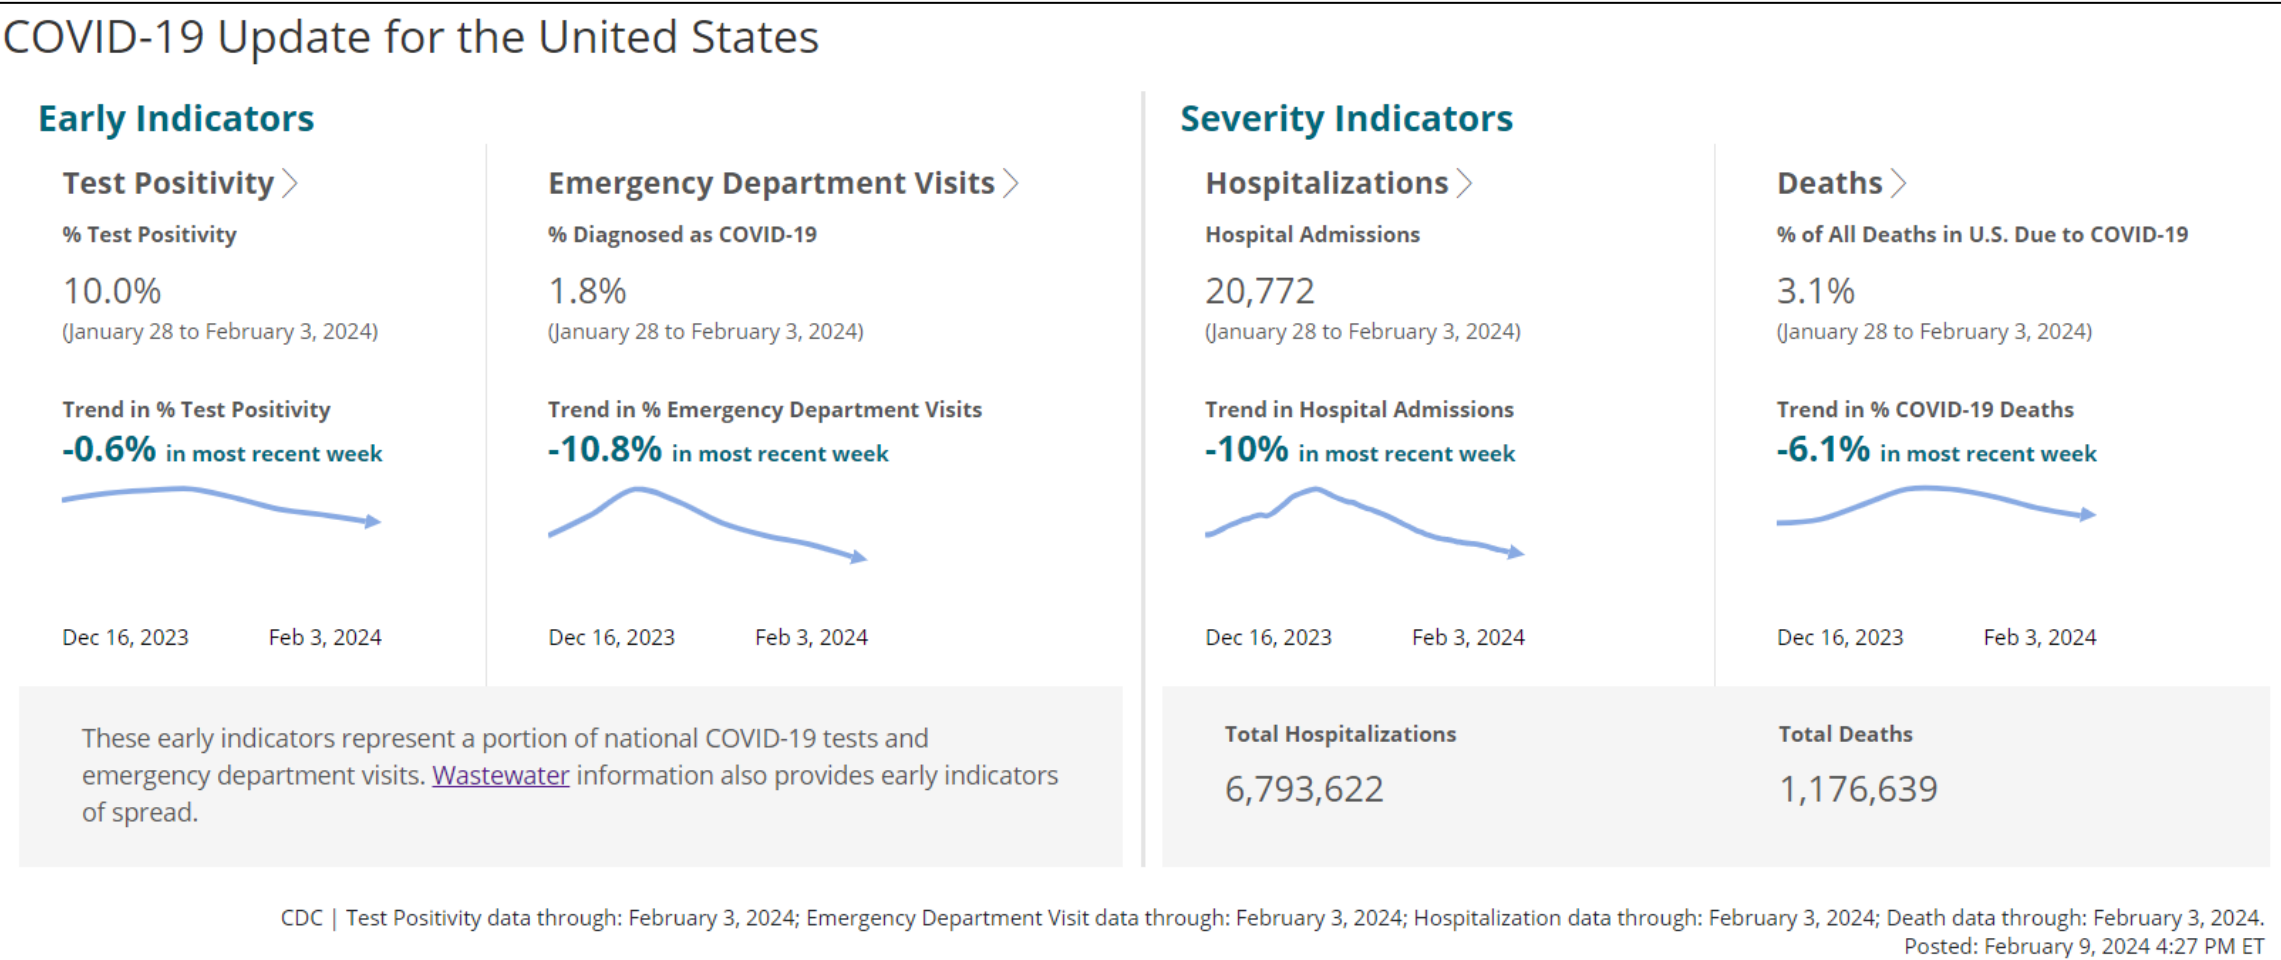 COVID-19 Update for the United States
Early Indicators
Test Positivity
% Test Positivity
10.0%
(January 28 to February 3, 2024)
Trend in % Test Positivity
-0.6% in most recent week
Dec 16, 2023 Feb 3, 2024
Emergency Department Visits
% Diagnosed as COVID-19
1.8%
(January 28 to February 3, 2024)
Trend in % Emergency Department Visits
-10.8% in most recent week
Dec 16, 2023 Feb 3, 2024
These early indicators represent a portion of national COVID-19 tests and
emergency department visits. Wastewater information also provides early indicators
of spread.
Severity Indicators
Hospitalizations
Hospital Admissions
20,772
(January 28 to February 3, 2024)
Trend in Hospital Admissions
-10% in most recent week
Dec 16, 2023 Feb 3, 2024
Deaths
% of All Deaths in U.S. Due to COVID-19
3.1%
(January 28 to February 3, 2024)
Trend in % COVID-19 Deaths
-6.1% in most recent week
Dec 16, 2023 Feb 3, 2024
Total Hospitalizations
6,793,622
Total Deaths
1,176,639
CDC | Test Positivity data through: February 3, 2024; Emergency Department Visit data through: February 3, 2024; Hospitalization data through: February 3, 2024; Death data through: February 3, 2024.
Posted: February 9, 2024 4:27 PM ET